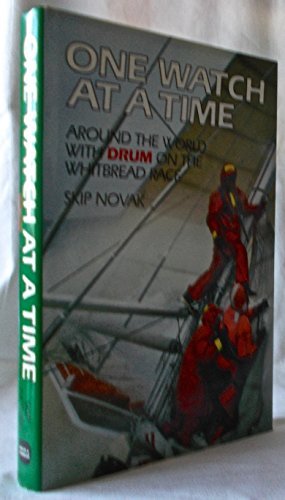 ONE WATCH
AT A TIME
AROUND THE WORLD
WITH DRUM ON THE
WHITBREAD RACE
SKIP NOVAK
ONE WATCH AT A TIME